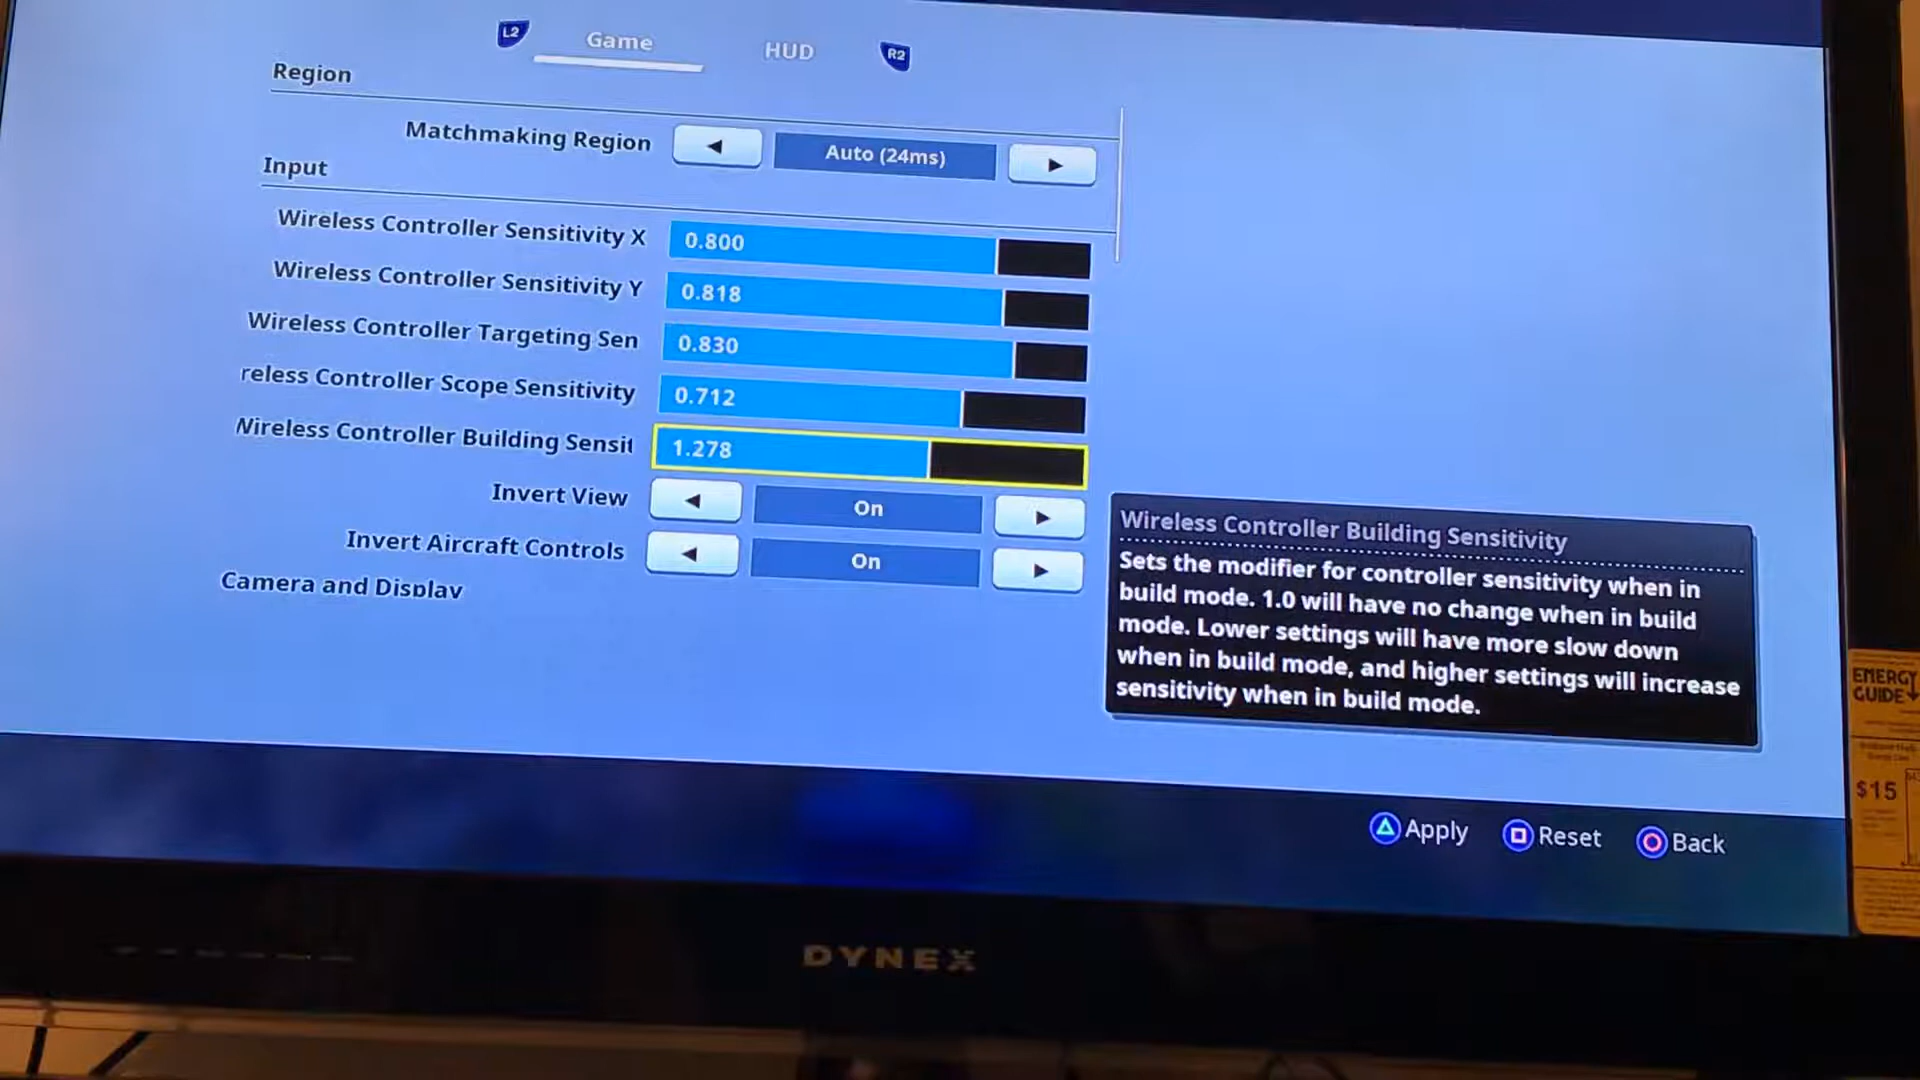 L2 Game HUD R2
Region
Matchmaking Region Auto (24ms)
Input
Wireless Controller Sensitivity X 0.800
Wireless Controller Sensitivity Y 0.818
Wireless Controller Targeting Sen 0.830
reless Controller Scope Sensitivity 0.712
Wireless Controller Building Sensit 1.278
Invert View On
Invert Aircraft Controls On
Camera and Display
Wireless Controller Building Sensitivity
Sets the modifier for controller sensitivity when in
build mode. 1.0 will have no change when in build
mode. Lower settings will have more slow down
when in build mode, and higher settings will increase
sensitivity when in build mode.
Apply Reset Back
DYNEX
ENERGY
GUIDE
$15